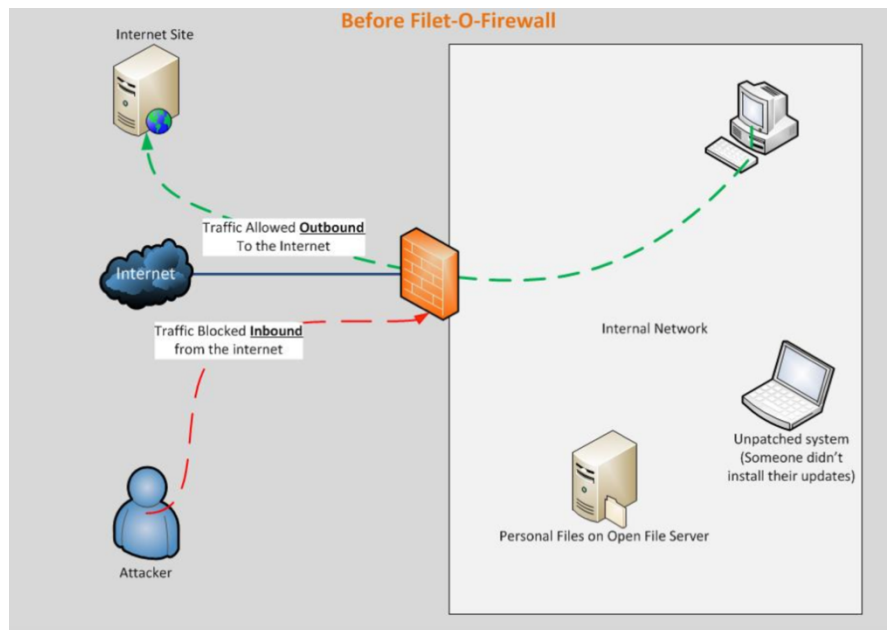 Before Filet-O-Firewall
Internet Site
Traffic Allowed Outbound
To the Internet
Internet
Traffic Blocked Inbound
from the internet
Internal Network
Unpatched system
(Someone didn't
install their updates)
Personal Files on Open File Server
Attacker